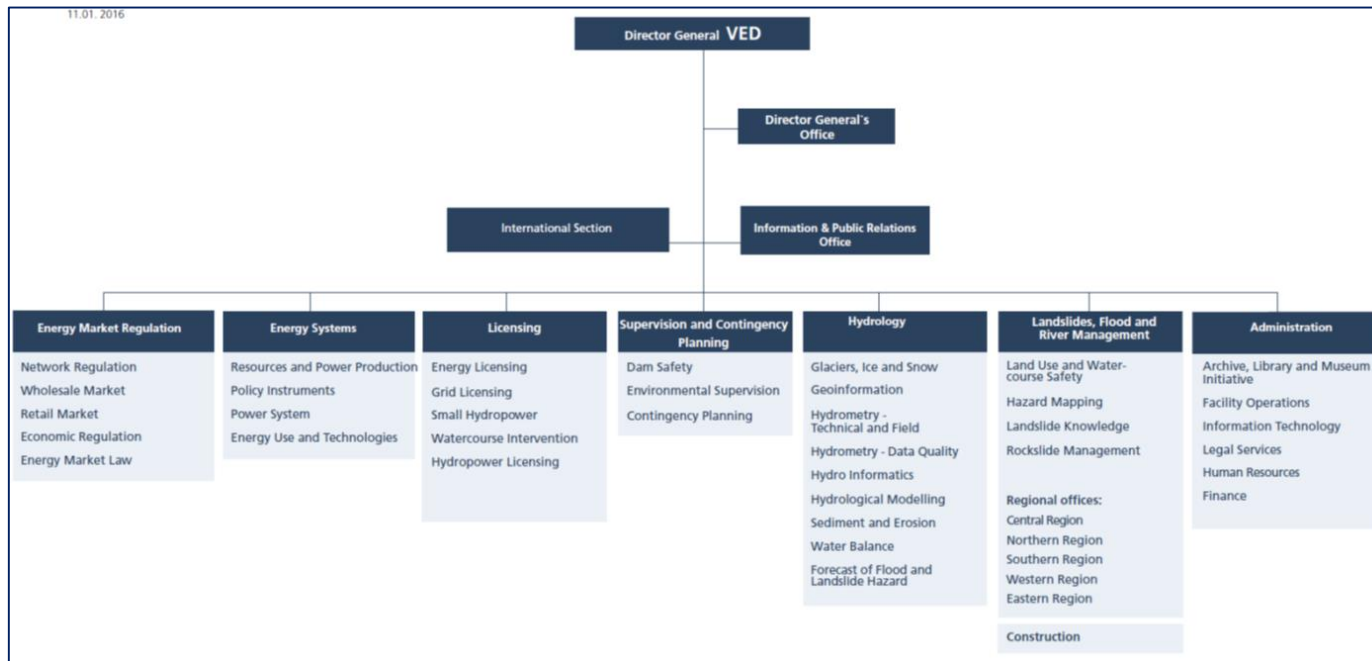 11.01. 2016
Director General VED
Director General`s
Office
International Section
Information & Public Relations
Office
Energy Market Regulation
Network Regulation
Wholesale Market
Retail Market
Economic Regulation
Energy Market Law
Energy Systems
Resources and Power Production
Policy Instruments
Power System
Energy Use and Technologies
Licensing
Energy Licensing
Grid Licensing
Small Hydropower
Watercourse Intervention
Hydropower Licensing
Supervision and Contingency
Planning
Dam Safety
Environmental Supervision
Contingency Planning
Hydrology
Glaciers, Ice and Snow
Geoinformation
Hydrometry -
Technical and Field
Hydrometry - Data Quality
Hydro Informatics
Hydrological Modelling
Sediment and Erosion
Water Balance
Forecast of Flood and
Landslide Hazard
Landslides, Flood and
River Management
Land Use and Water-
course Safety
Hazard Mapping
Landslide Knowledge
Rockslide Management
Regional offices:
Central Region
Northern Region
Southern Region
Western Region
Eastern Region
Construction
Administration
Archive, Library and Museum
Initiative
Facility Operations
Information Technology
Legal Services
Human Resources
Finance